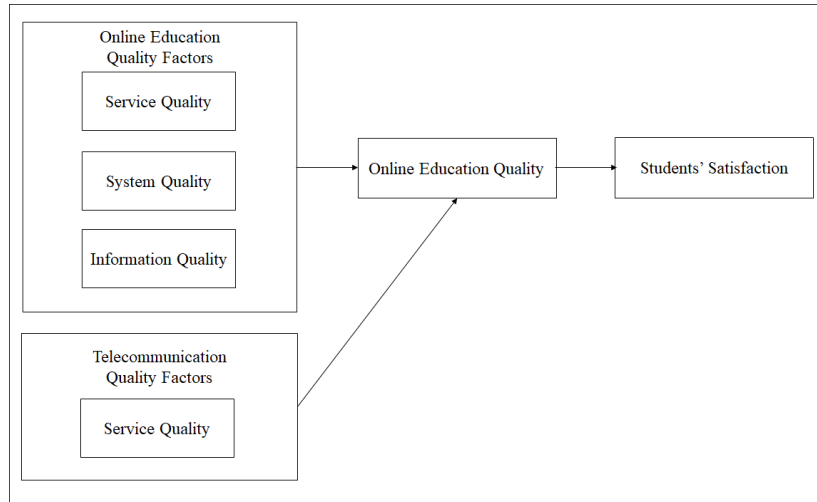 Online Education
Quality Factors
Service Quality
System Quality
Information Quality
Online Education Quality
Students' Satisfaction
Telecommunication
Quality Factors
Service Quality